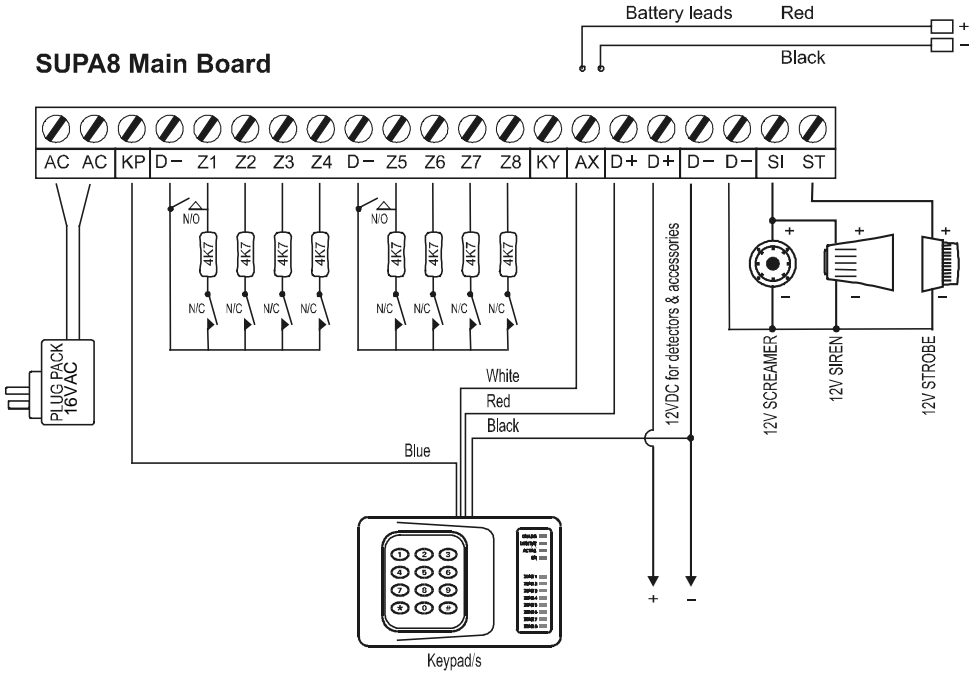 Battery leads Red +
Black −
SUPA8 Main Board
AC AC KP D− Z1 Z2 Z3 Z4 D− Z5 Z6 Z7 Z8 KY AX D+ D+ D− D− SI ST
N/O N/O
4K7 4K7 4K7 4K7 4K7 4K7 4K7 4K7
N/C N/C N/C N/C N/C N/C N/C N/C
+ + +
− − −
PLUG PACK
16VAC
12VDC for detectors & accessories
12V SCREAMER
12V SIREN
12V STROBE
White
Red
Black
Blue
1 2 3
4 5 6
7 8 9
* 0 #
+ −
Keypad/s